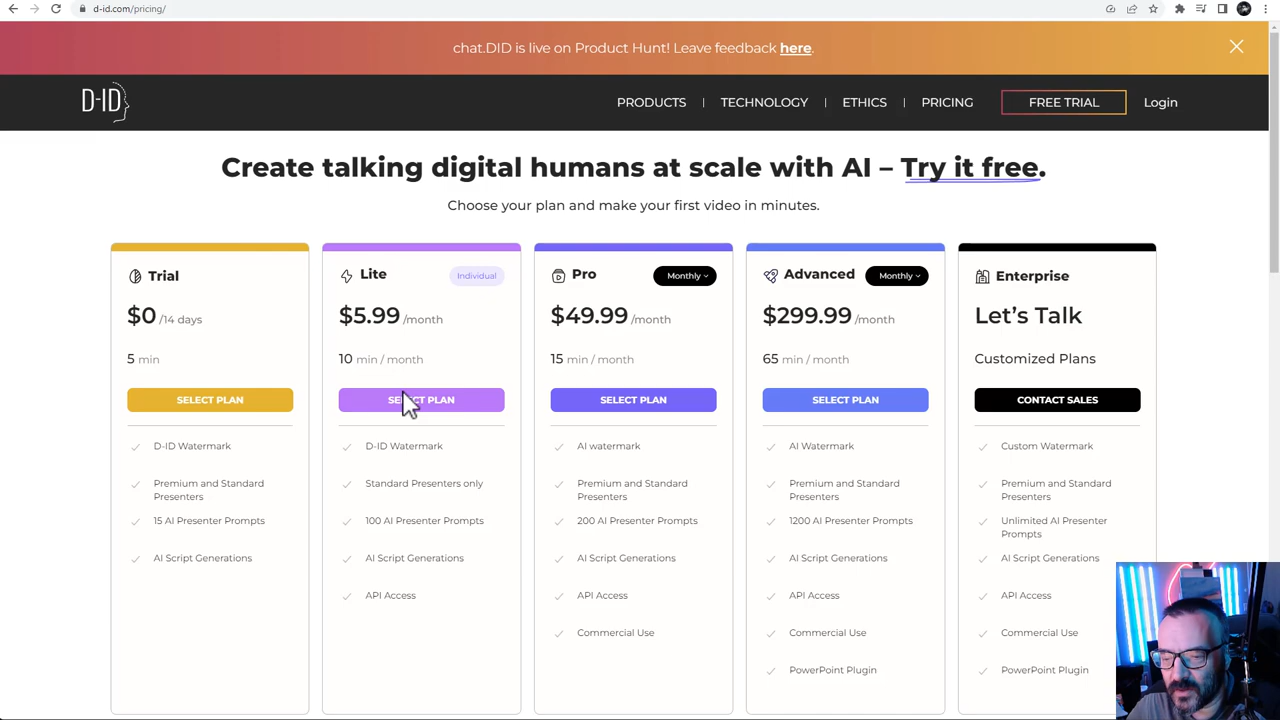 d-id.com/pricing/
chat.DID is live on Product Hunt! Leave feedback here.
D-ID
PRODUCTS
TECHNOLOGY
ETHICS
PRICING
FREE TRIAL
Login
Create talking digital humans at scale with AI – Try it free.
Choose your plan and make your first video in minutes.
Trial
$0 /14 days
5 min
SELECT PLAN
D-ID Watermark
Premium and Standard
Presenters
15 AI Presenter Prompts
AI Script Generations
Lite
Individual
$5.99 /month
10 min / month
SELECT PLAN
D-ID Watermark
Standard Presenters only
100 AI Presenter Prompts
AI Script Generations
API Access
Pro
Monthly
$49.99 /month
15 min / month
SELECT PLAN
AI watermark
Premium and Standard
Presenters
200 AI Presenter Prompts
AI Script Generations
API Access
Commercial Use
Advanced
Monthly
$299.99 /month
65 min / month
SELECT PLAN
AI Watermark
Premium and Standard
Presenters
1200 AI Presenter Prompts
AI Script Generations
API Access
Commercial Use
PowerPoint Plugin
Enterprise
Let's Talk
Customized Plans
CONTACT SALES
Custom Watermark
Premium and Standard
Presenters
Unlimited AI Presenter
Prompts
AI Script Generations
API Access
Commercial Use
PowerPoint Plugin